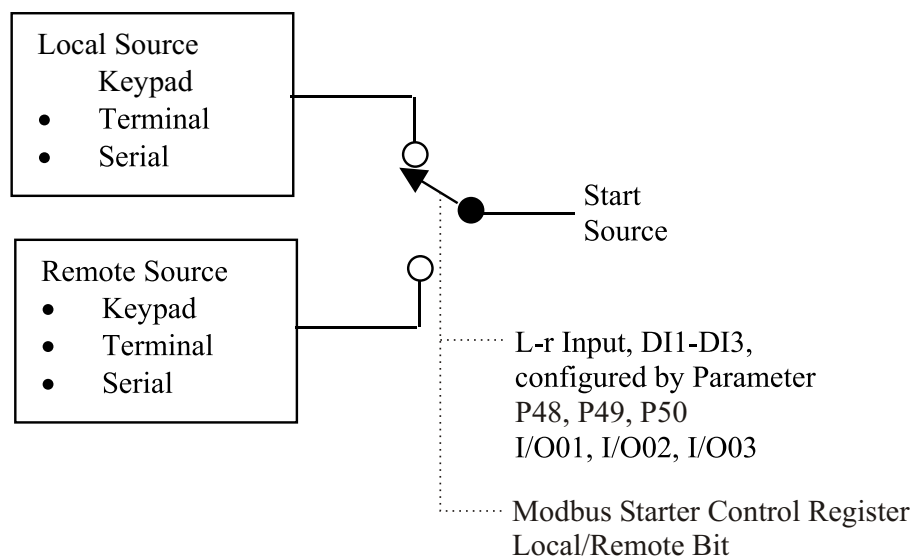 Local Source
Keypad
• Terminal
• Serial
Start
Source
Remote Source
• Keypad
• Terminal
• Serial
L-r Input, DI1-DI3,
configured by Parameter
P48, P49, P50
I/O01, I/O02, I/O03
Modbus Starter Control Register
Local/Remote Bit